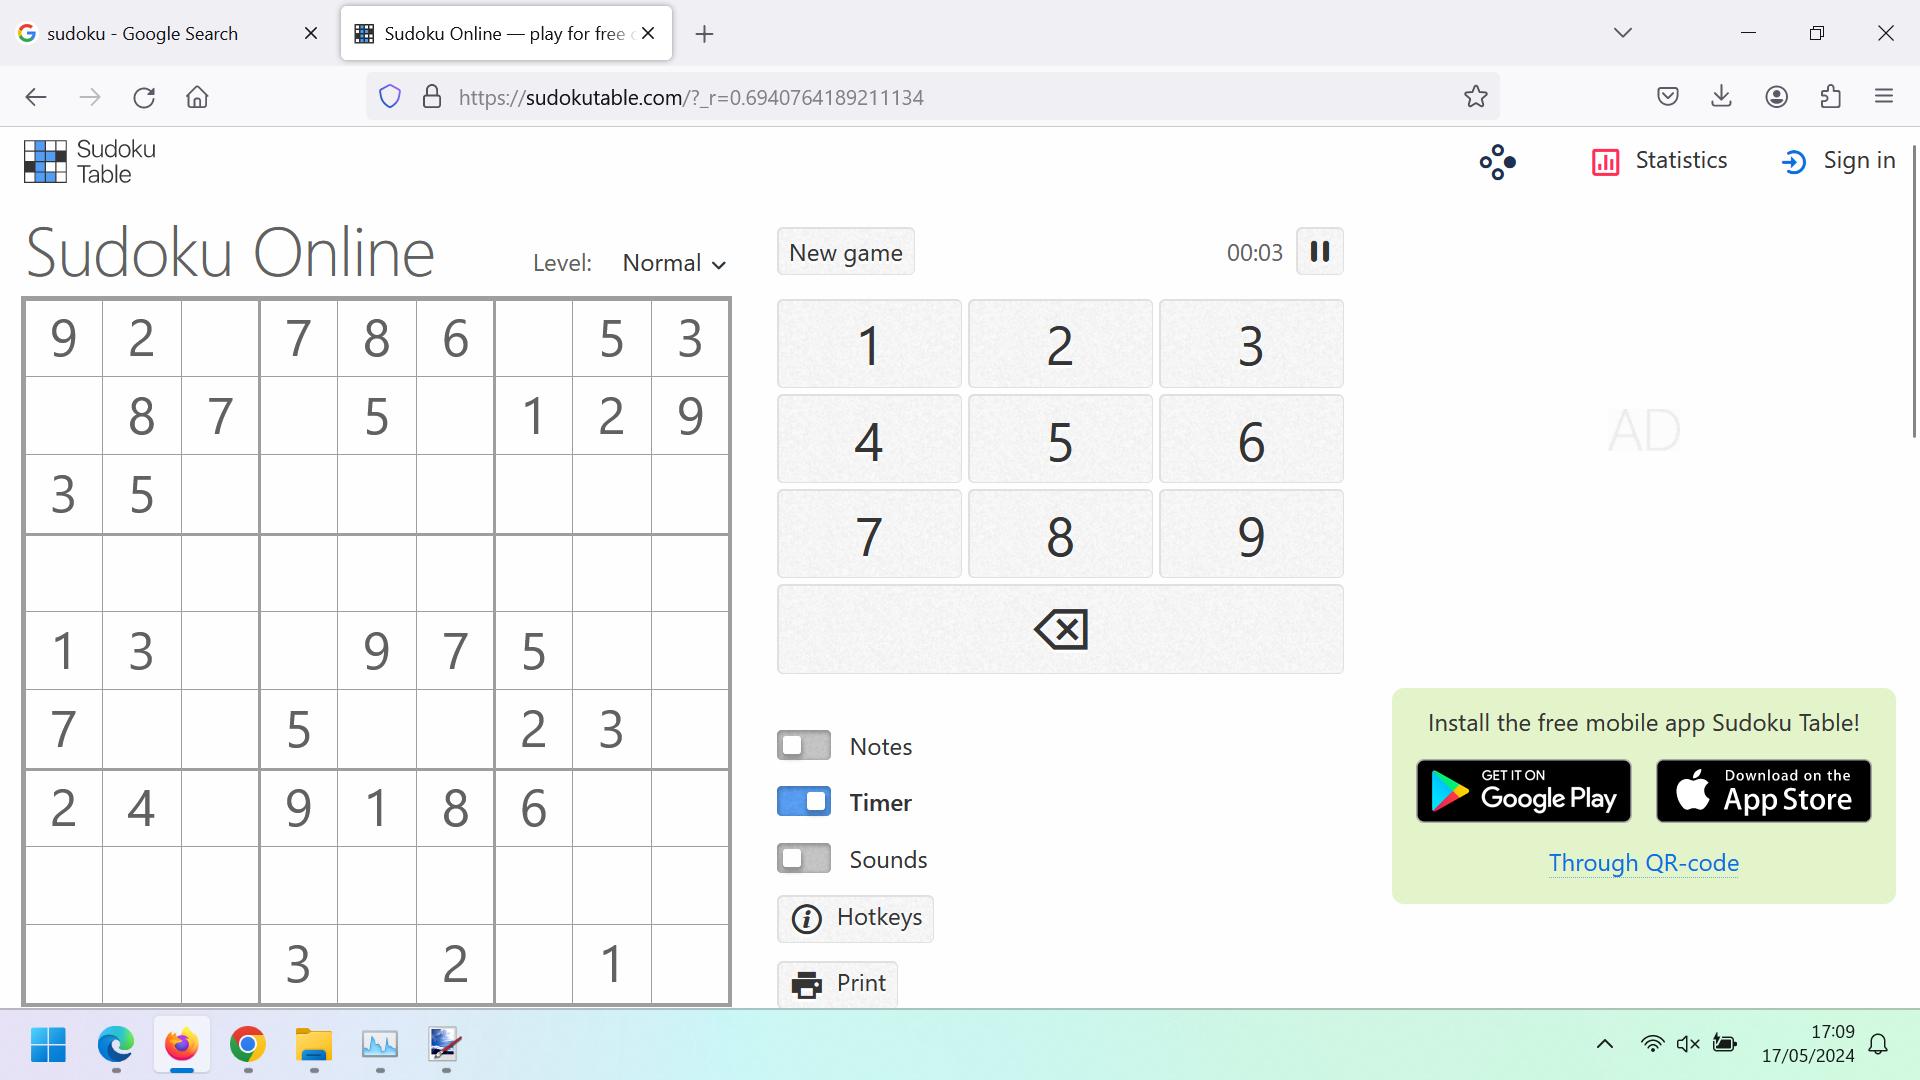 sudoku - Google Search
Sudoku Online — play for free
https://sudokutable.com/?_r=0.6940764189211134
Sudoku
Table
Statistics
Sign in
Sudoku Online
Level: Normal
New game
00:03
9 2 7 8 6 5 3
8 7 5 1 2 9
3 5
1 3 9 7 5
7 5 2 3
2 4 9 1 8 6
3 2 1
1 2 3
4 5 6
7 8 9
Notes
Timer
Sounds
Hotkeys
Print
AD
Install the free mobile app Sudoku Table!
GET IT ON
Google Play
Download on the
App Store
Through QR-code
17:09
17/05/2024